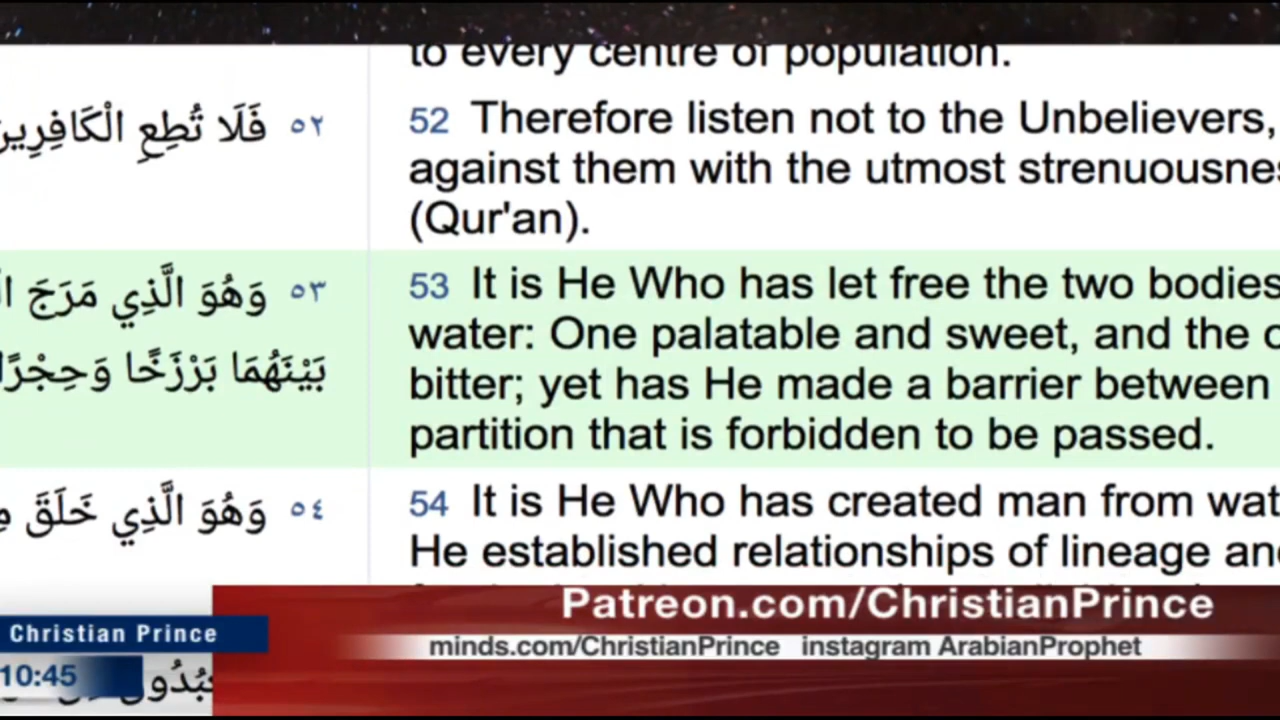 to every centre of population.
فَلَا تُطِعِ الْكَافِرِينَ ٥٢
52 Therefore listen not to the Unbelievers,
against them with the utmost
(Qur'an).
٥٣ وَهُوَ الَّذِي مَرَجَ
بَيْنَهُمَا بَرْزَخًا وَحِجْرًا
53 It is He Who has let free the two bodies
water: One palatable and sweet, and the
bitter; yet has He made a barrier between
partition that is forbidden to be passed.
٥٤ وَهُوَ الَّذِي خَلَقَ
54 It is He Who has created man from
He established relationships of lineage
Patreon.com/ChristianPrince
Christian Prince
minds.com/ChristianPrince instagram ArabianProphet
10:45